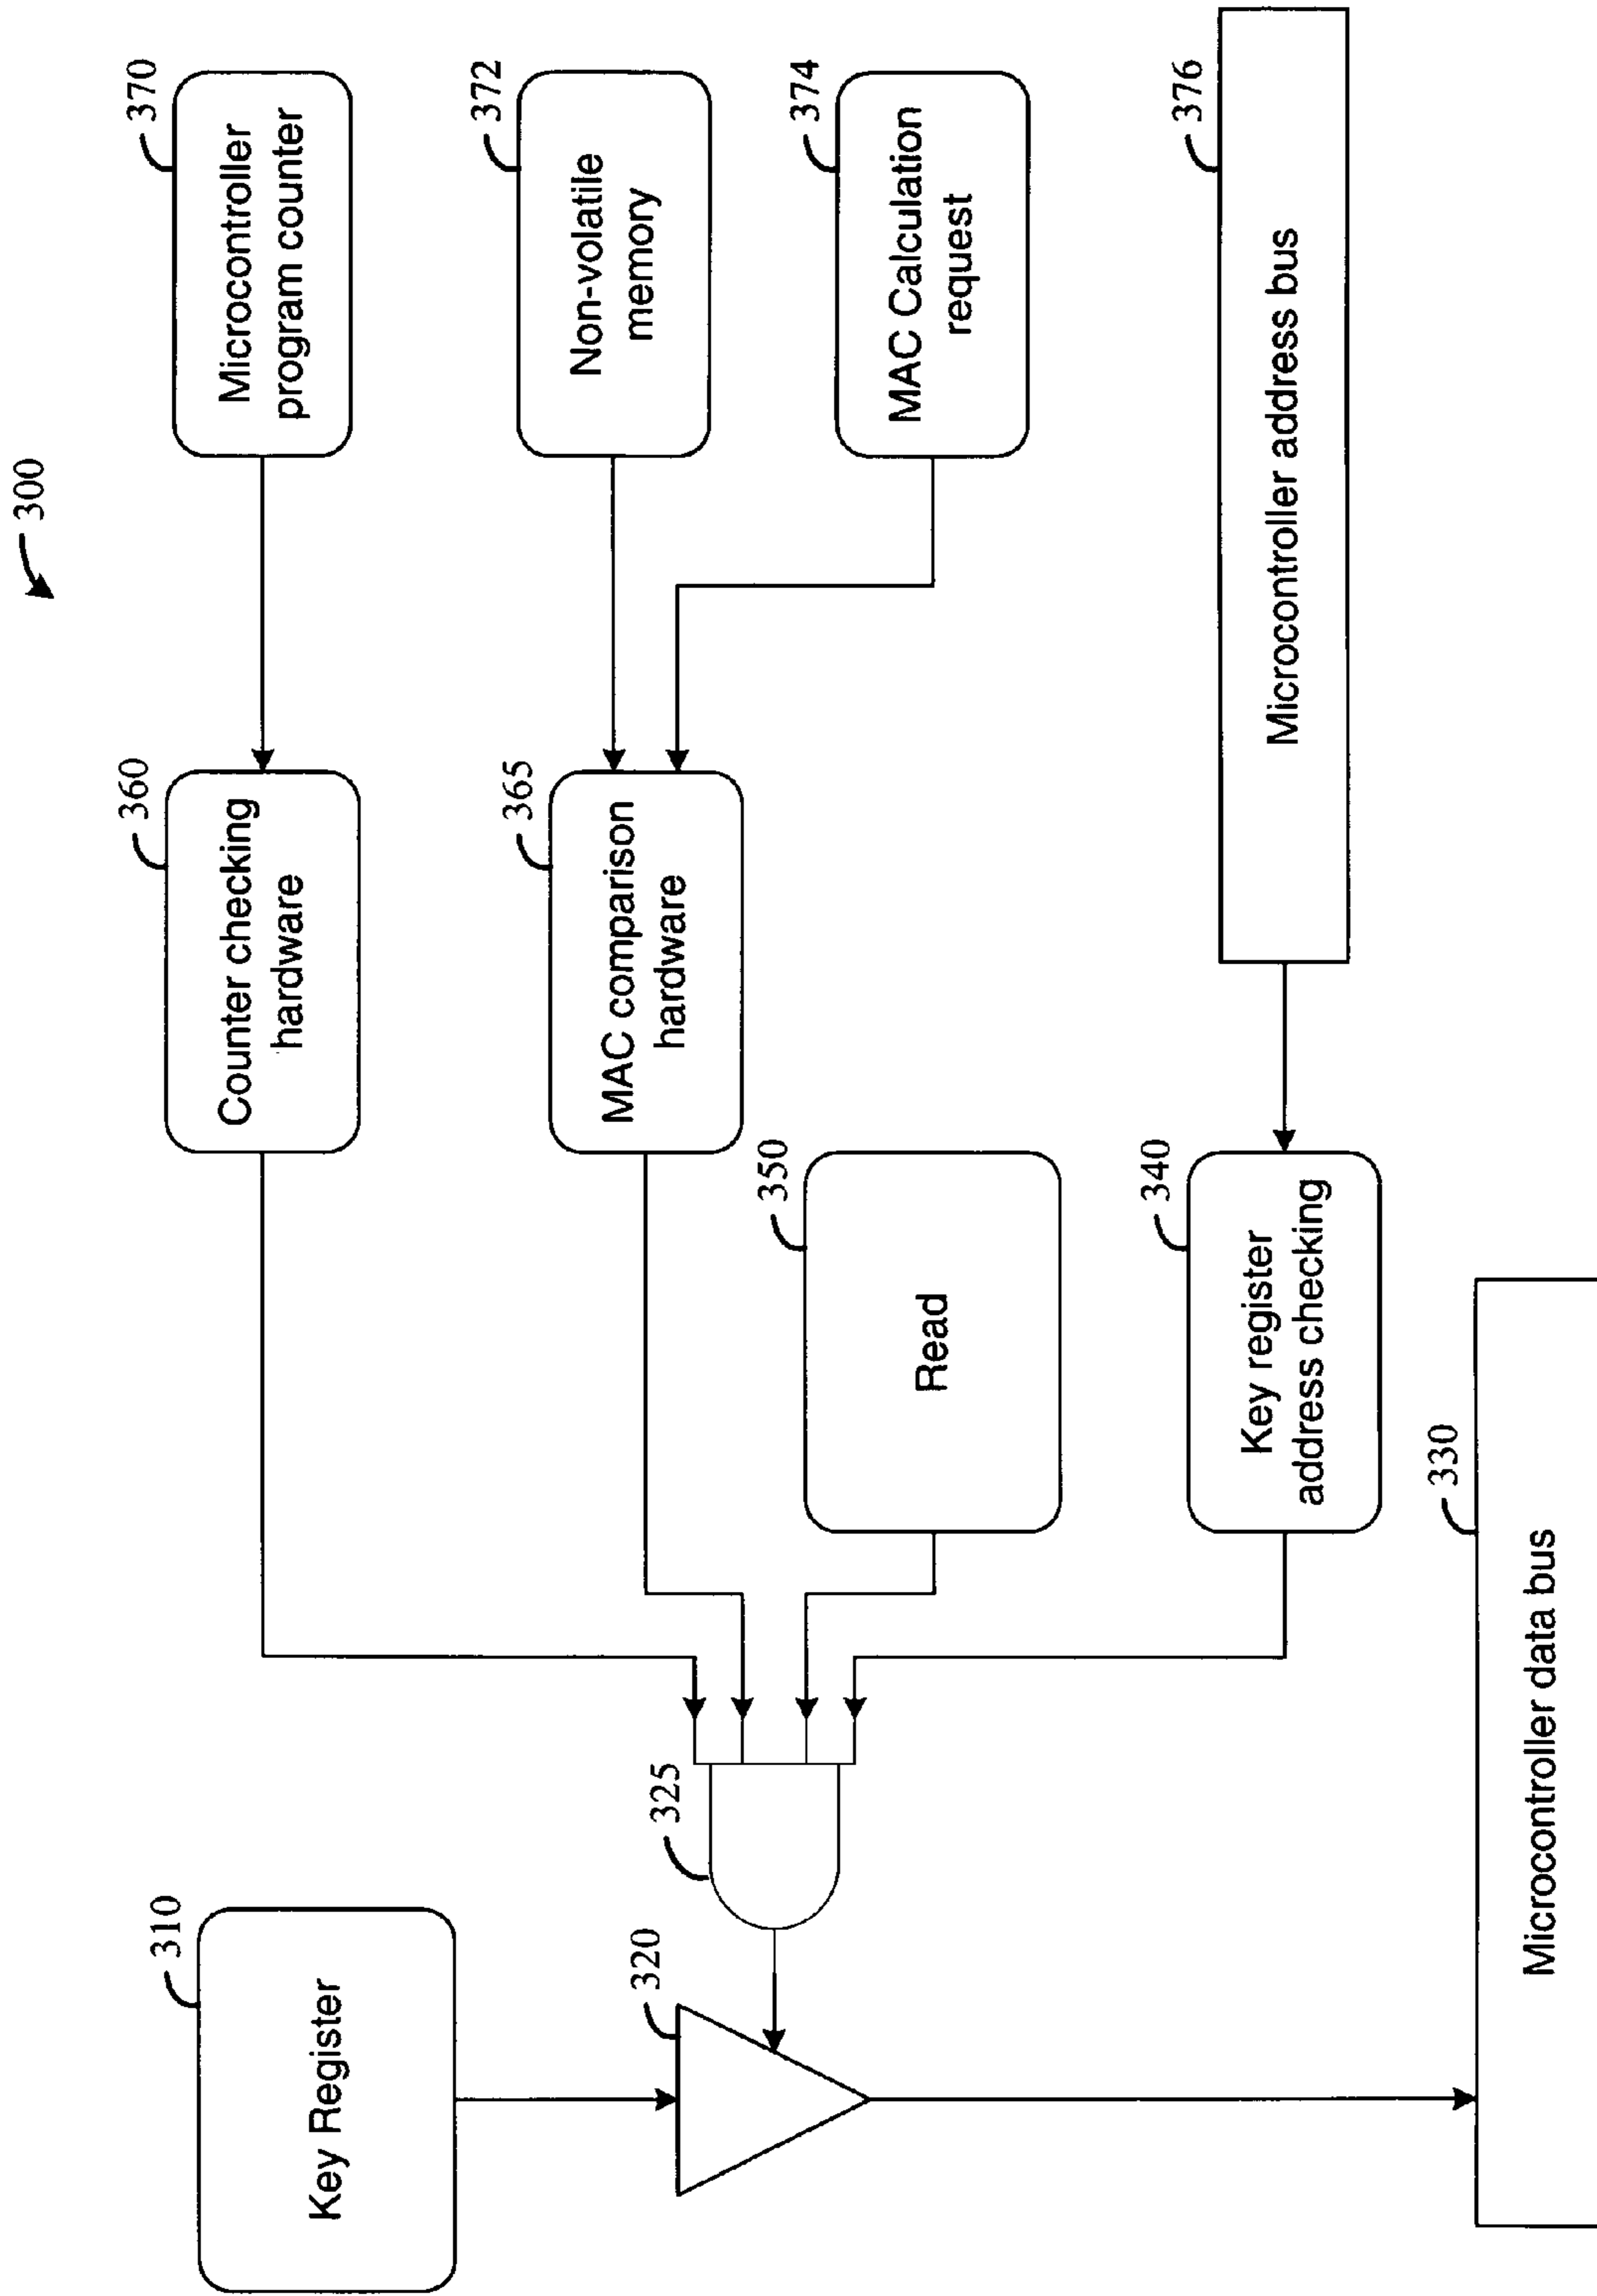 300
310
Key Register
320
325
360
Counter checking
hardware
370
Microcontroller
program counter
365
MAC comparison
hardware
372
Non-volatile
memory
350
Read
374
MAC Calculation
request
340
Key register
address checking
376
Microcontroller address bus
330
Microcontroller data bus